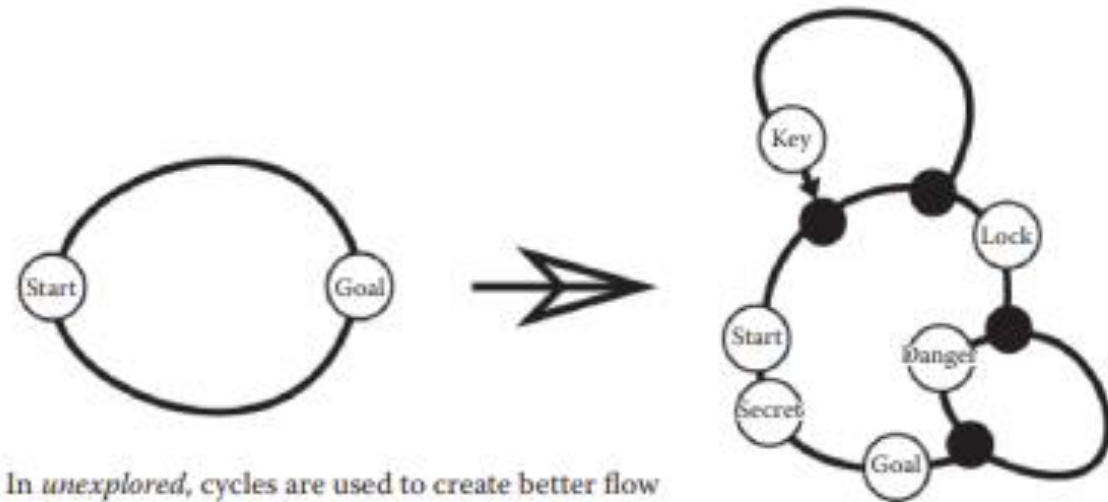 Key
Lock
Start
Goal
Start
Danger
Secret
Goal
In unexplored, cycles are used to create better flow